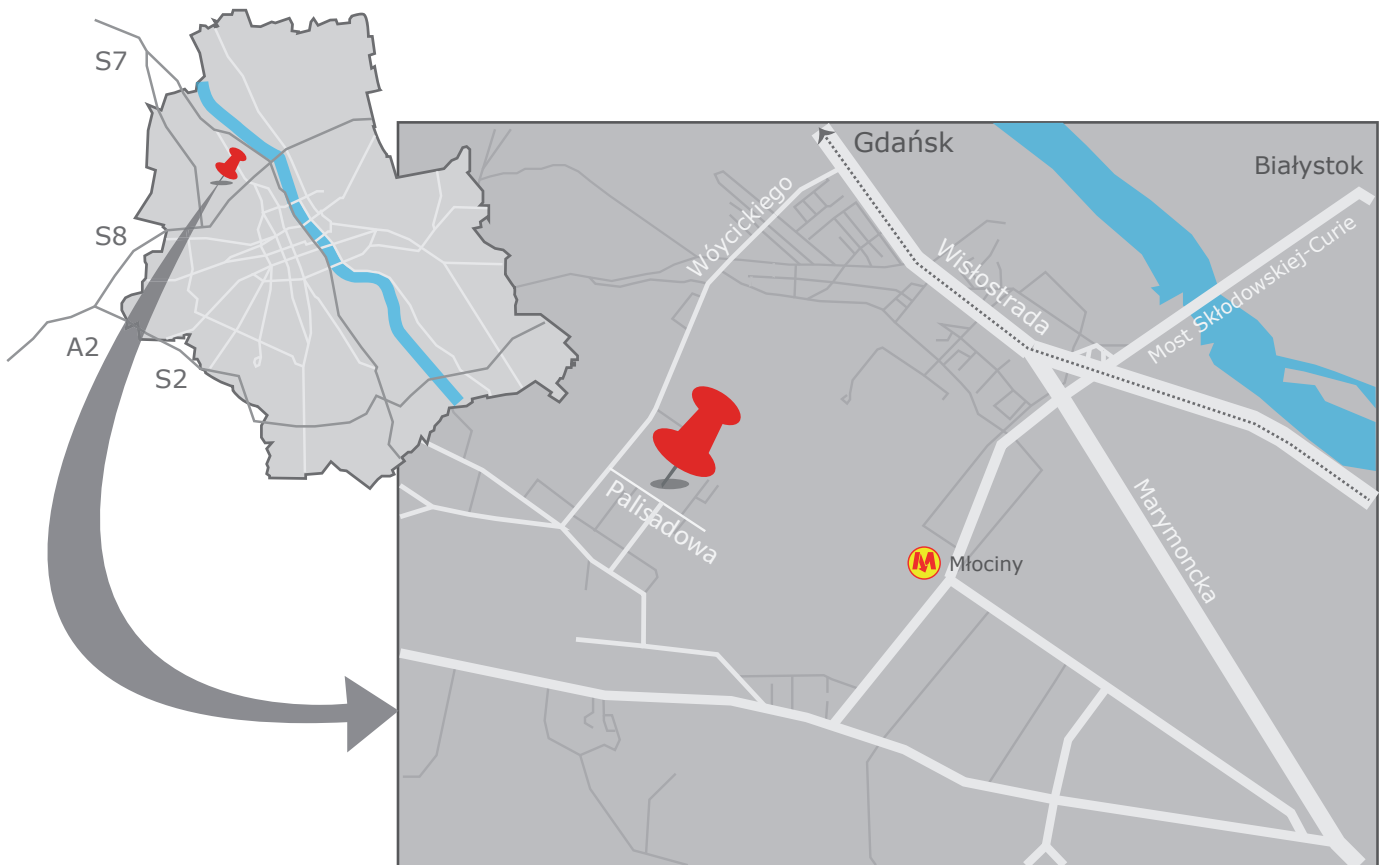 S7
S8
A2
S2
Gdańsk
Białystok
Wóycickiego
Wisłostrada
Most Skłodowskiej-Curie
Palisadowa
Marymoncka
M
Młociny